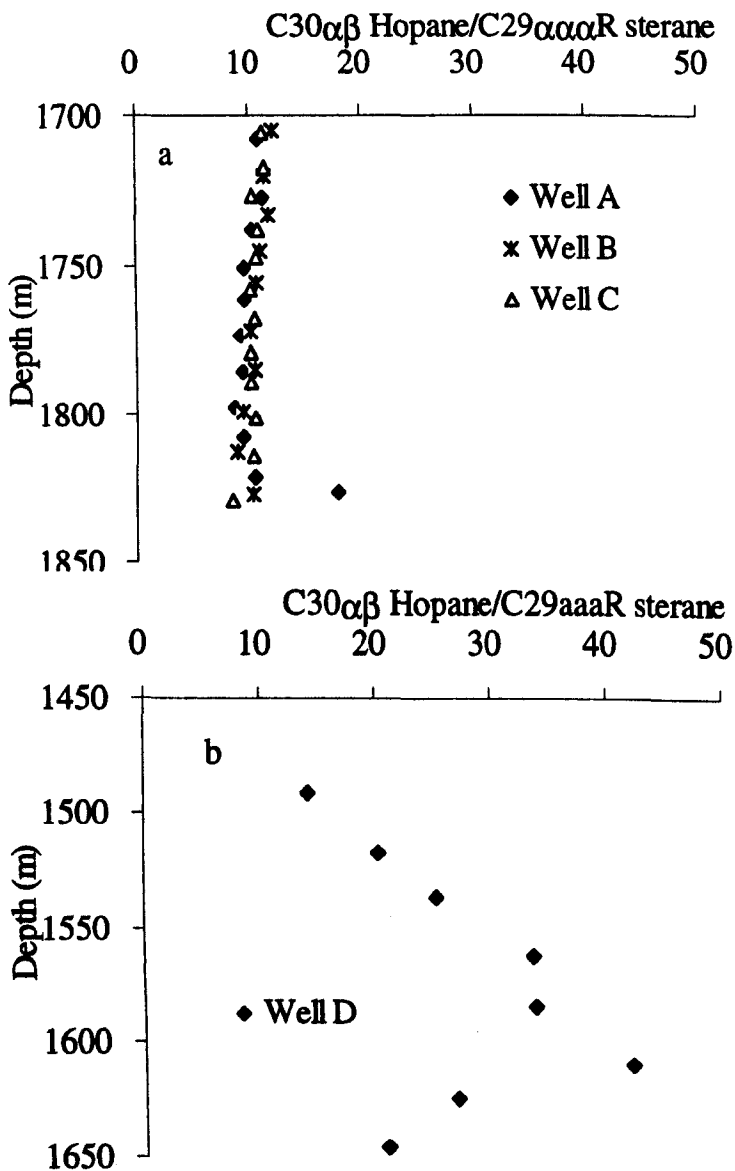 C30αβ Hopane/C29αααR sterane
0 10 20 30 40 50
1700
a
Well A
Well B
1750
Well C
Depth (m)
1800
1850
C30αβ Hopane/C29aaaR sterane
0 10 20 30 40 50
1450
b
1500
Depth (m)
1550
Well D
1600
1650